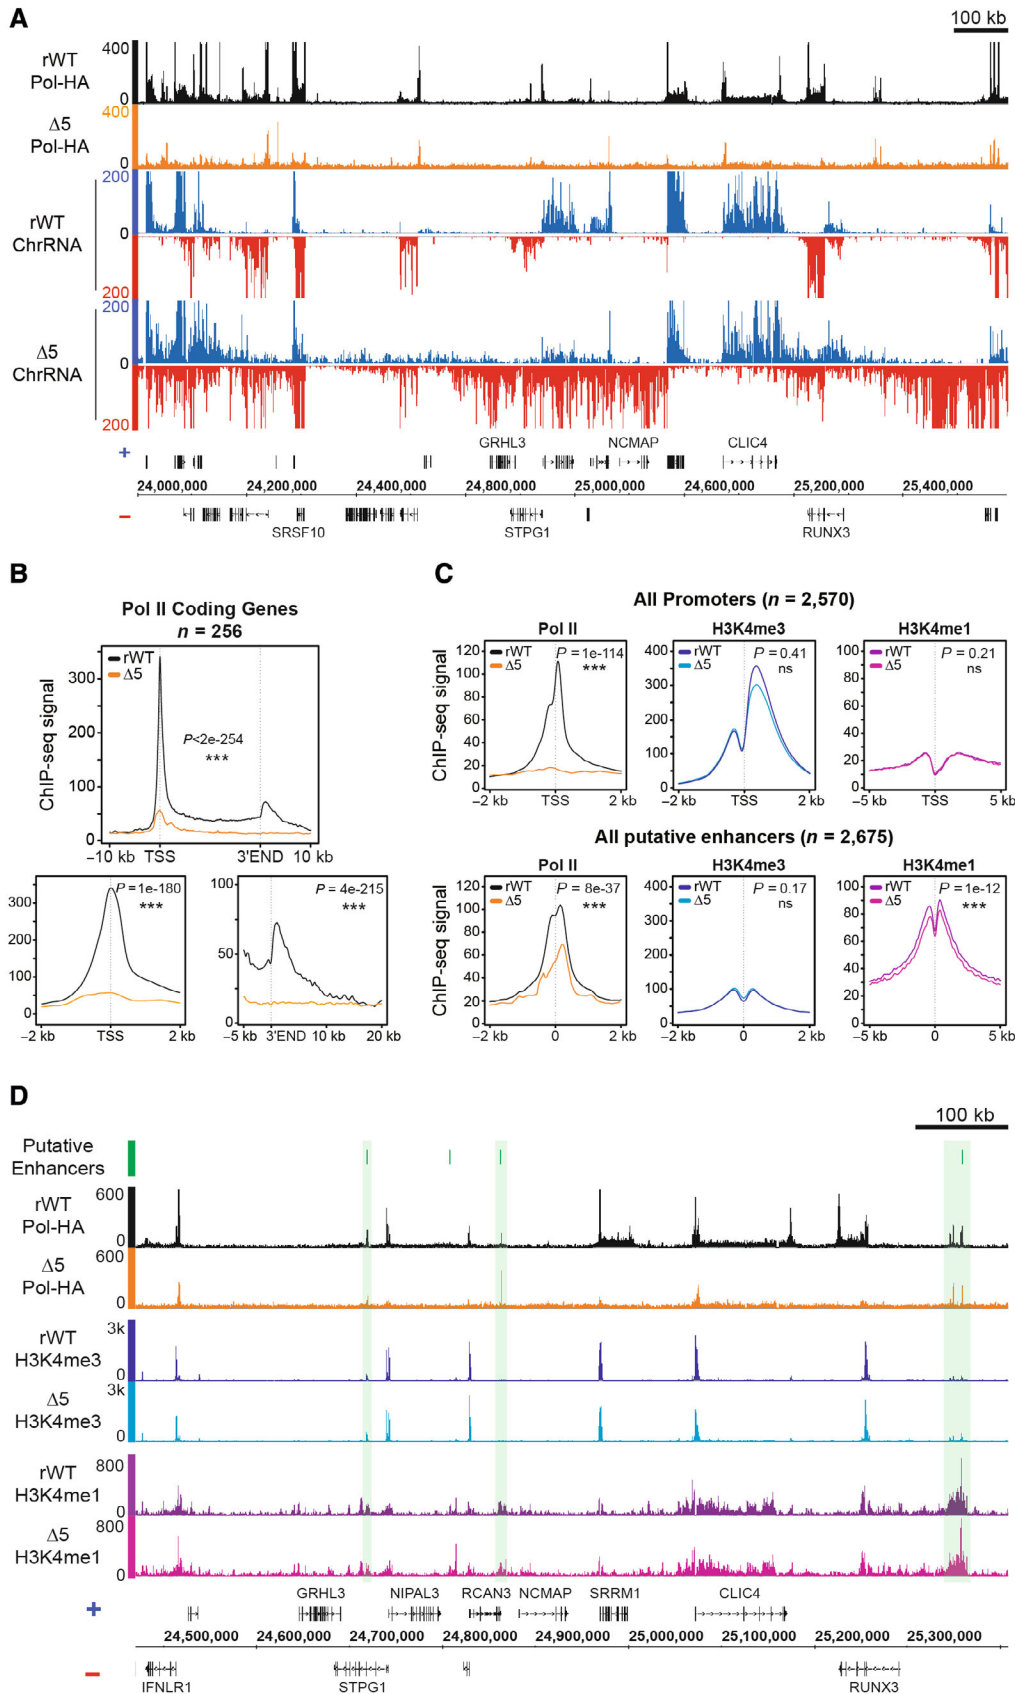 A
100 kb
rWT
Pol-HA
400
0
Δ5
Pol-HA
400
0
rWT
ChrRNA
200
0
200
Δ5
ChrRNA
200
0
200
+
GRHL3 NCMAP CLIC4
24,000,000 24,200,000 24,400,000 24,800,000 25,000,000 24,600,000 25,200,000 25,400,000
−
SRSF10 STPG1 RUNX3
B
Pol II Coding Genes
n = 256
ChIP-seq signal
300
200
100
0
rWT
Δ5
P<2e-254
***
−10 kb TSS 3'END 10 kb
300
200
100
0
P = 1e-180
***
−2 kb TSS 2 kb
100
50
0
P = 4e-215
***
−5 kb 3'END 10 kb 20 kb
C
All Promoters (n = 2,570)
Pol II
ChIP-seq signal
120
100
80
60
40
20
0
rWT
Δ5
P = 1e-114
***
−2 kb TSS 2 kb
H3K4me3
400
300
200
100
0
rWT
Δ5
P = 0.41
ns
−2 kb TSS 2 kb
H3K4me1
100
80
60
40
20
0
rWT
Δ5
P = 0.21
ns
−5 kb TSS 5 kb
All putative enhancers (n = 2,675)
Pol II
ChIP-seq signal
120
100
80
60
40
20
0
rWT
Δ5
P = 8e-37
***
−2 kb 0 2 kb
H3K4me3
400
300
200
100
0
rWT
Δ5
P = 0.17
ns
−2 kb 0 2 kb
H3K4me1
100
80
60
40
20
0
rWT
Δ5
P = 1e-12
***
−5 kb 0 5 kb
D
100 kb
Putative
Enhancers
rWT
Pol-HA
600
0
Δ5
Pol-HA
600
0
rWT
H3K4me3
3k
0
Δ5
H3K4me3
3k
0
rWT
H3K4me1
800
0
Δ5
H3K4me1
800
0
+
GRHL3 NIPAL3 RCAN3 NCMAP SRRM1 CLIC4
24,500,000 24,600,000 24,700,000 24,800,000 24,900,000 25,000,000 25,100,000 25,200,000 25,300,000
−
IFNLR1 STPG1 RUNX3